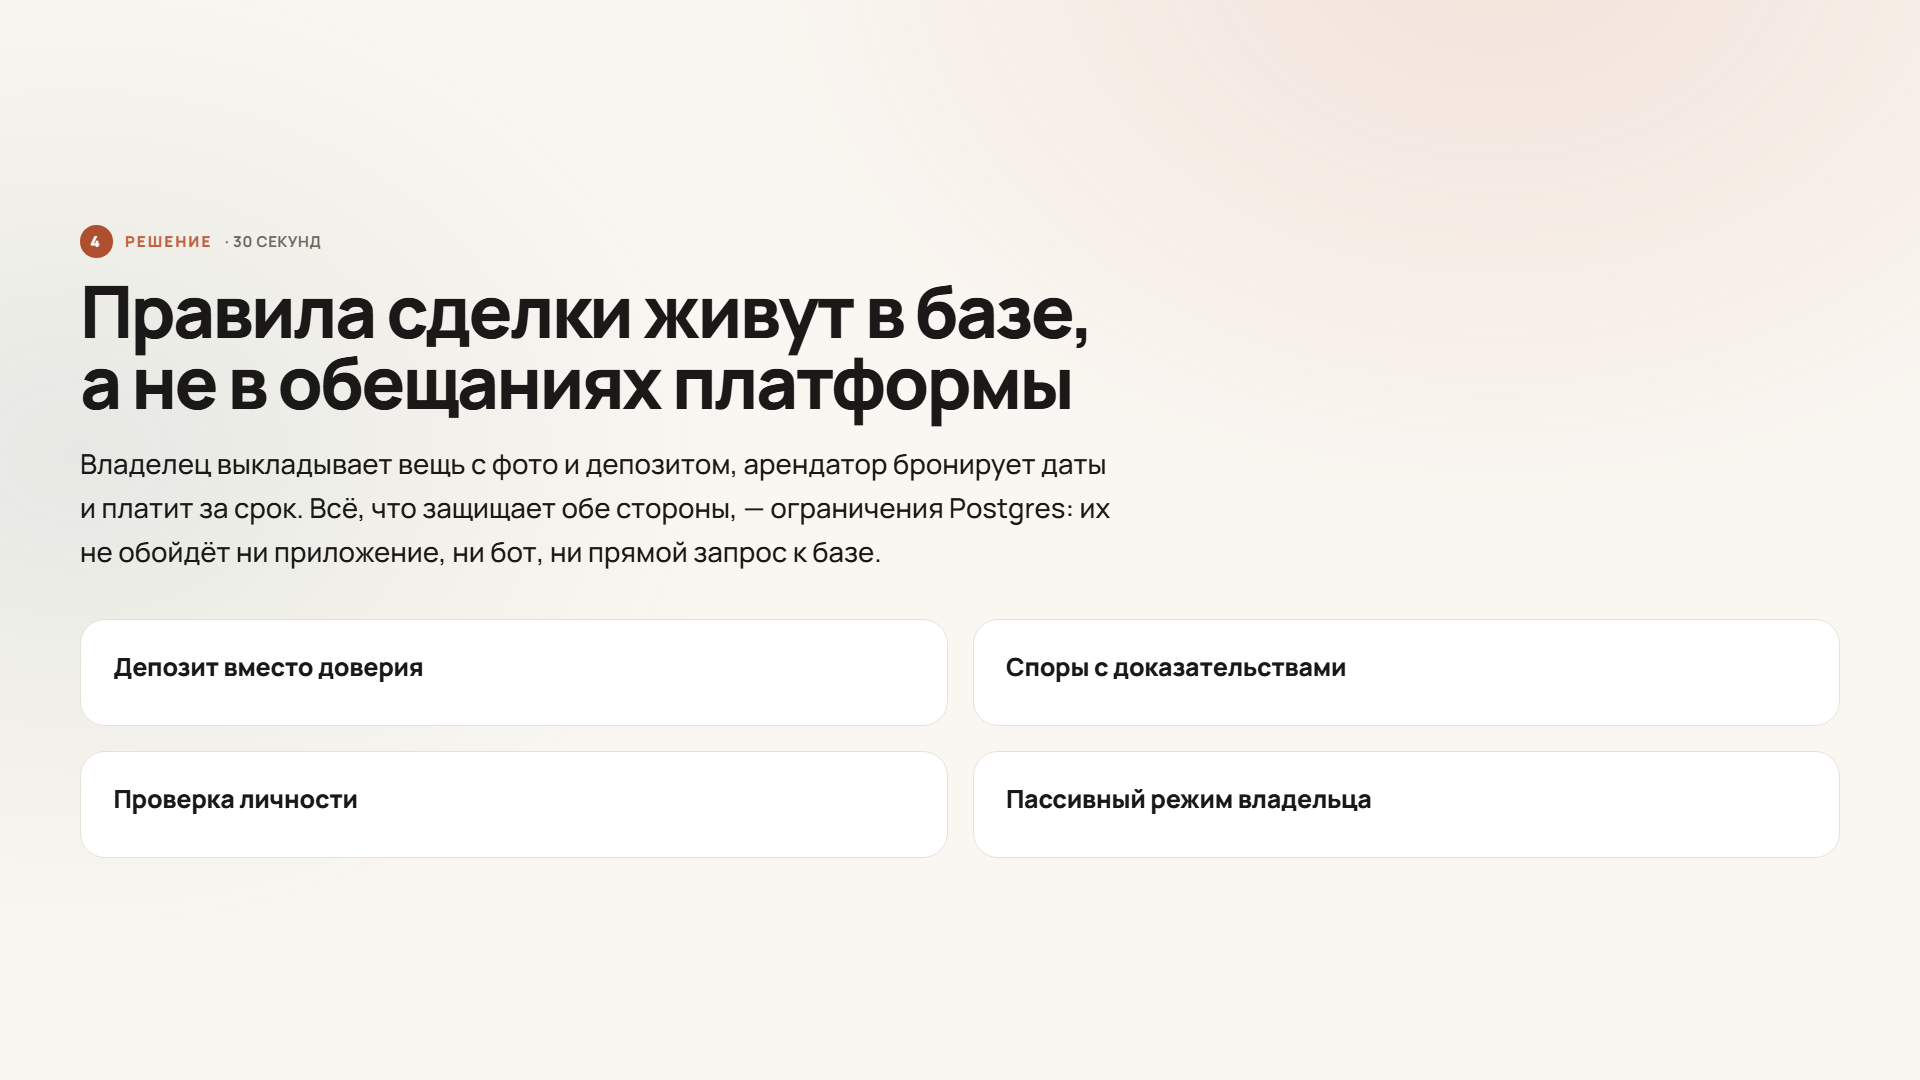 4 РЕШЕНИЕ · 30 СЕКУНД
Правила сделки живут в базе,
а не в обещаниях платформы
Владелец выкладывает вещь с фото и депозитом, арендатор бронирует даты
и платит за срок. Всё, что защищает обе стороны, — ограничения Postgres: их
не обойдёт ни приложение, ни бот, ни прямой запрос к базе.
Депозит вместо доверия
Споры с доказательствами
Проверка личности
Пассивный режим владельца